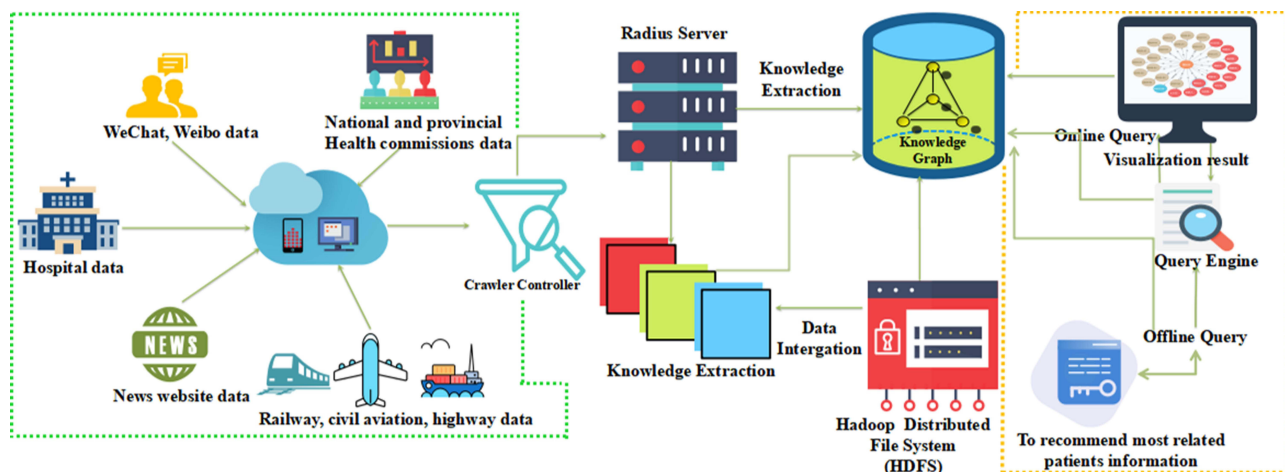 WeChat, Weibo data
National and provincial
Health commissions data
Hospital data
NEWS
News website data
Railway, civil aviation, highway data
Crawler Controller
Radius Server
Knowledge
Extraction
Knowledge
Graph
Knowledge Extraction
Data
Intergation
Hadoop Distributed
File System
(HDFS)
Online Query
Visualization result
Query Engine
Offline Query
To recommend most related
patients information